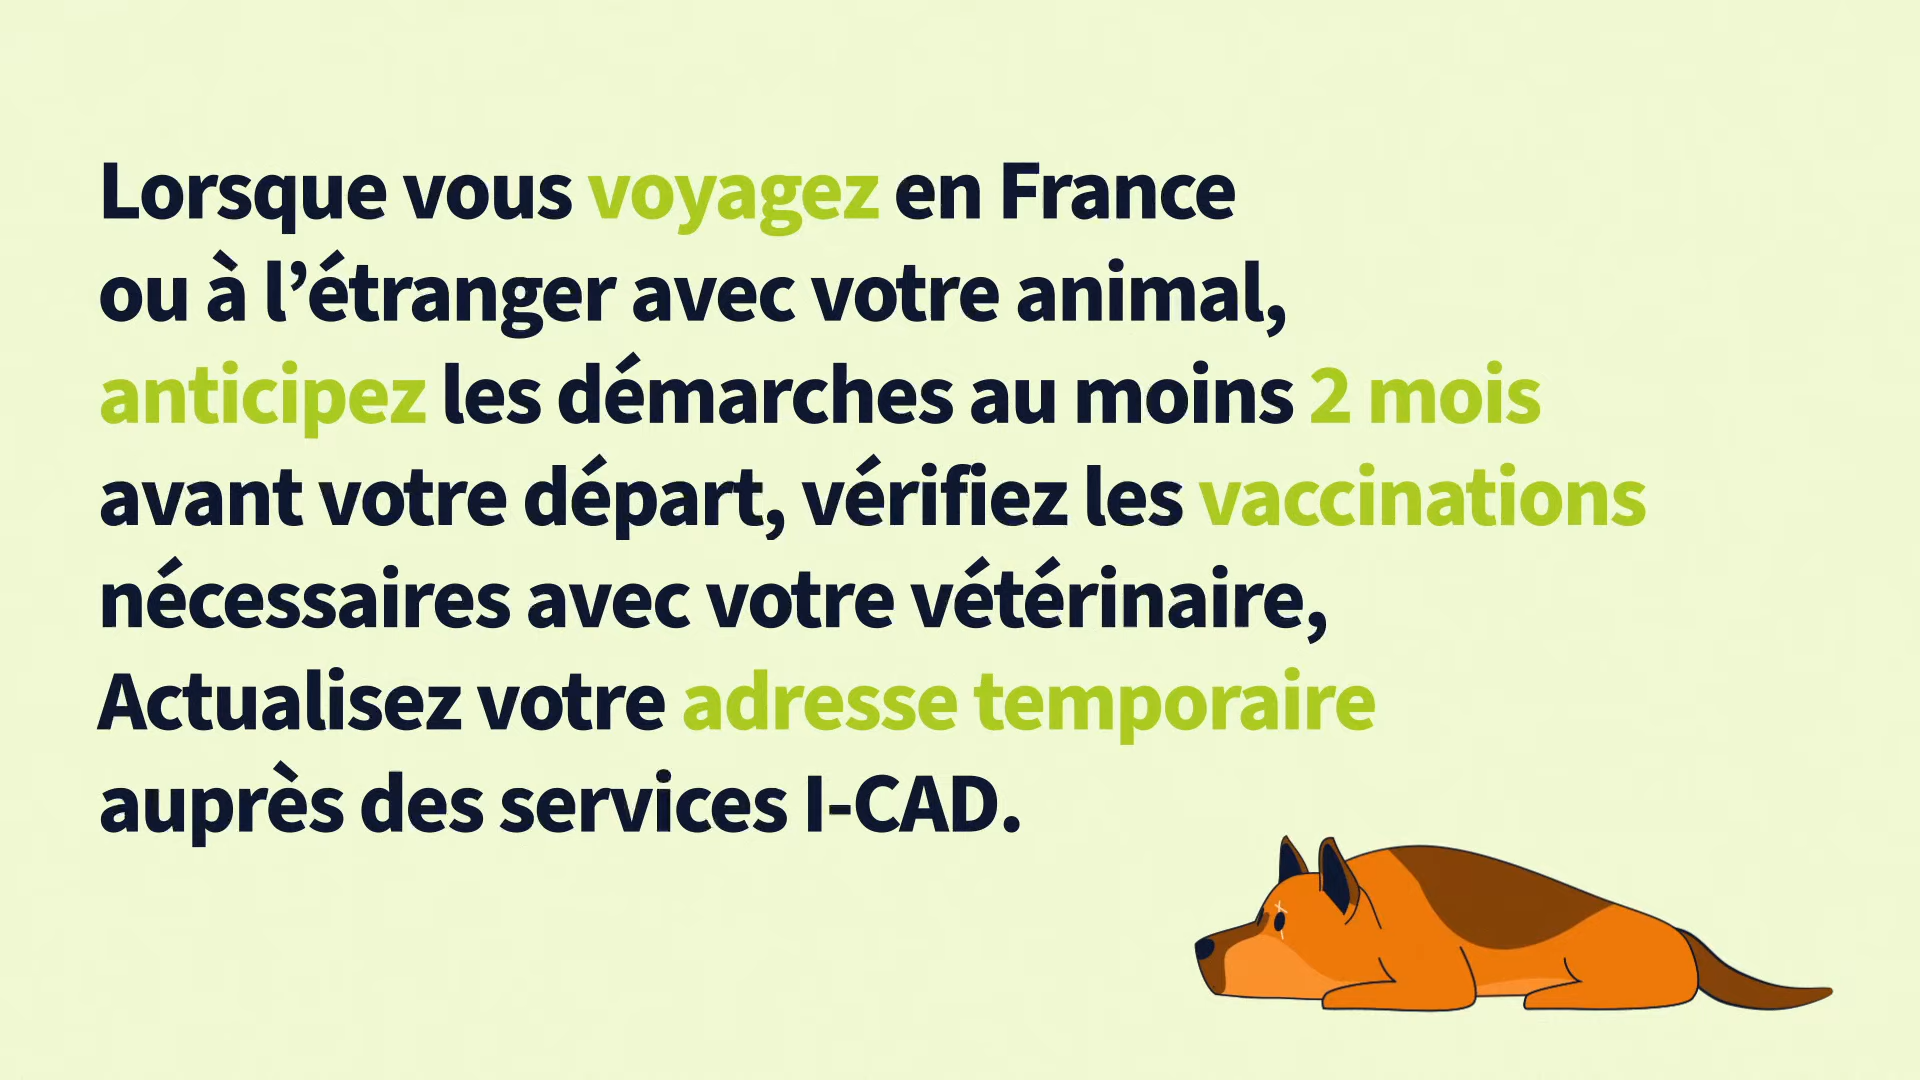 Lorsque vous voyagez en France
ou à l’étranger avec votre animal,
anticipez les démarches au moins 2 mois
avant votre départ, vérifiez les vaccinations
nécessaires avec votre vétérinaire,
Actualisez votre adresse temporaire
auprès des services I-CAD.